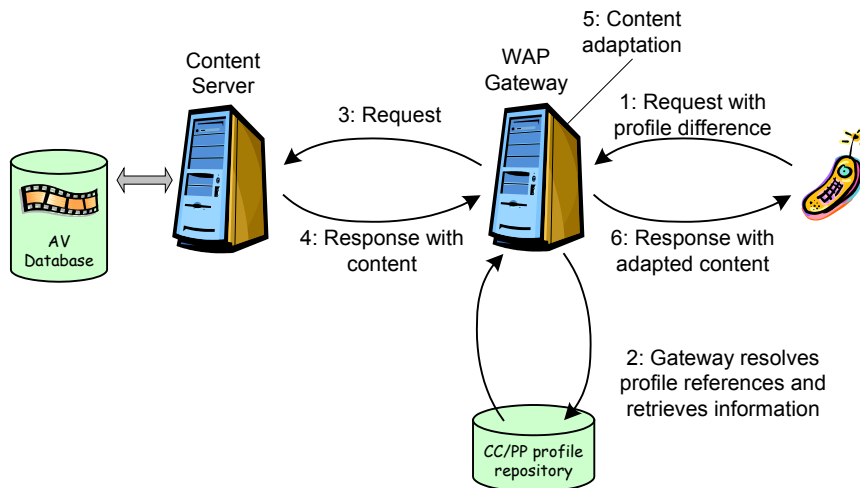 5: Content
adaptation
Content
Server
WAP
Gateway
3: Request
1: Request with
profile difference
AV
Database
4: Response with
content
6: Response with
adapted content
2: Gateway resolves
profile references and
retrieves information
CC/PP profile
repository